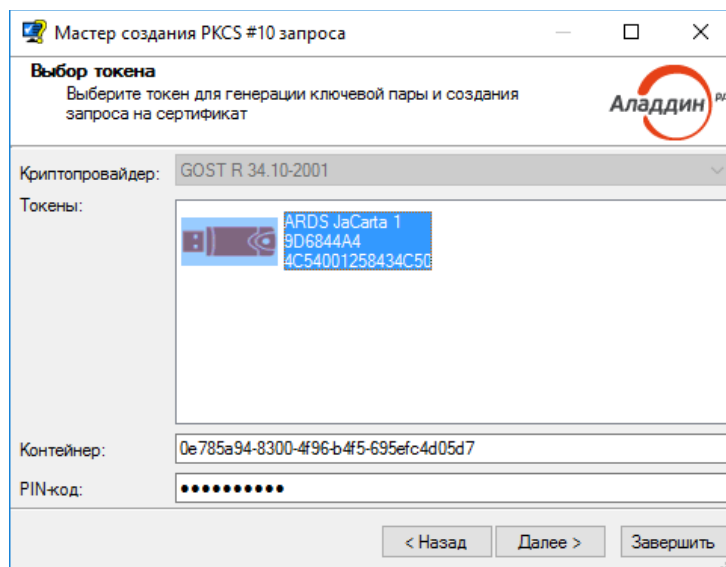 Мастер создания PKCS #10 запроса
Выбор токена
Выберите токен для генерации ключевой пары и создания
запроса на сертификат
Аладдин
Криптопровайдер:
GOST R 34.10-2001
Токены:
ARDS JaCarta 1
9D6844A4
4C54001258434C50
Контейнер:
0e785a94-8300-4f96-b4f5-695efc4d05d7
PIN-код:
< Назад
Далее >
Завершить